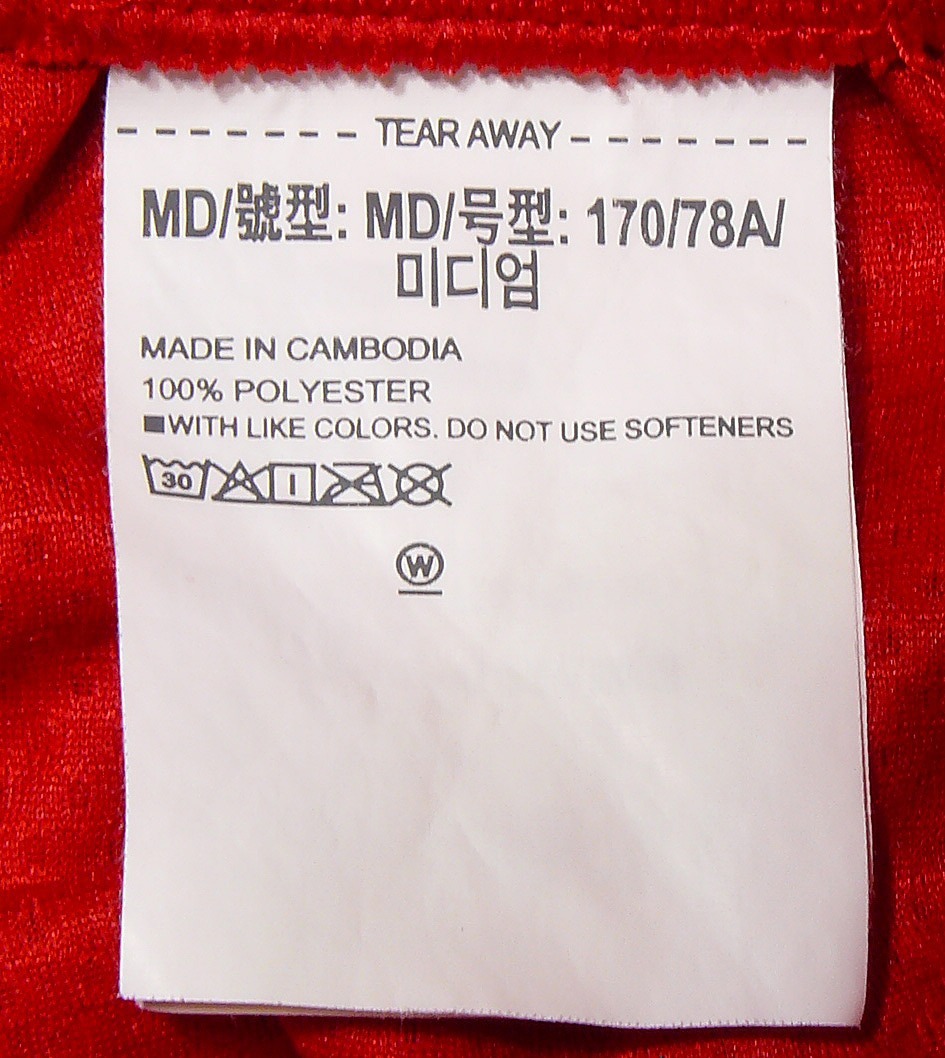 TEAR AWAY
MD/號型: MD/号型: 170/78A/
미디엄
MADE IN CAMBODIA
100% POLYESTER
■WITH LIKE COLORS. DO NOT USE SOFTENERS
30
W